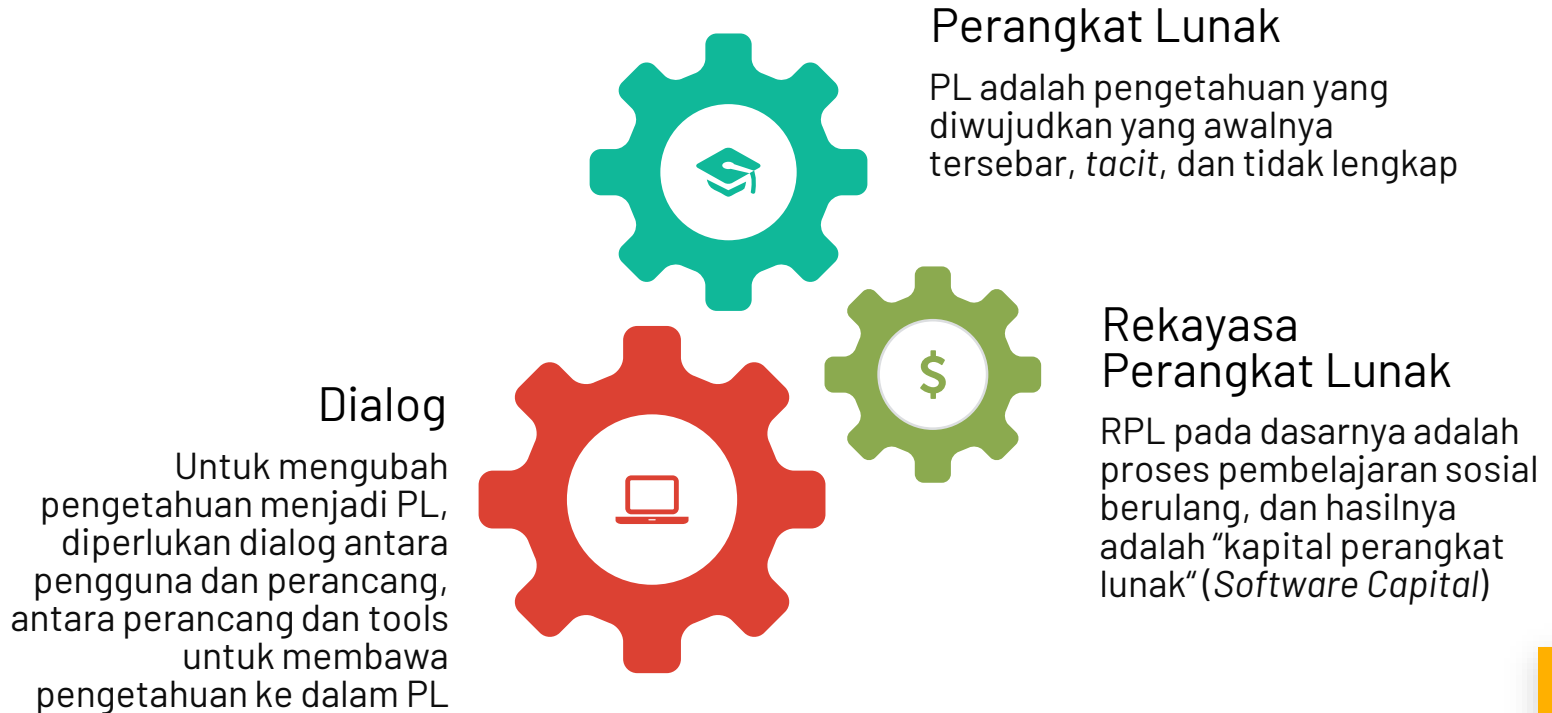 Perangkat Lunak
PL adalah pengetahuan yang
diwujudkan yang awalnya
tersebar, tacit, dan tidak lengkap
$
Rekayasa
Perangkat Lunak
RPL pada dasarnya adalah
proses pembelajaran sosial
berulang, dan hasilnya
adalah “kapital perangkat
lunak“ (Software Capital)
Dialog
Untuk mengubah
pengetahuan menjadi PL,
diperlukan dialog antara
pengguna dan perancang,
antara perancang dan tools
untuk membawa
pengetahuan ke dalam PL